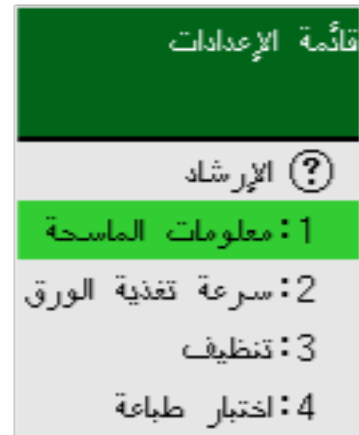 قائمة الإعدادات
? الإرشاد
1:معلومات الماسحة
2:سرعة تغذية الورق
3:تنظيف
4:اختبار طباعة